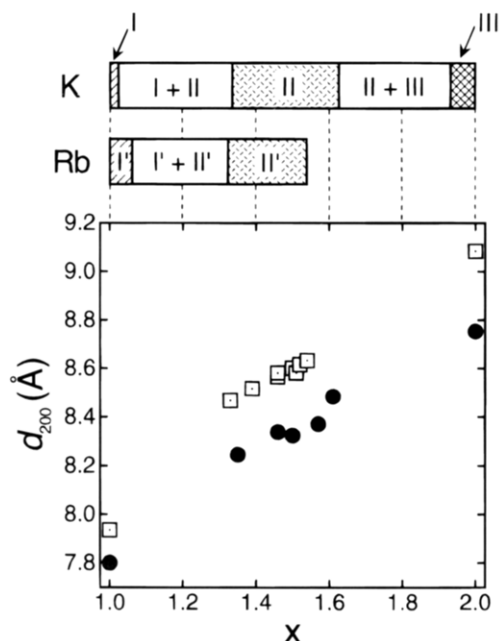 I III
K I + II II II + III
Rb I' I' + II' II'
9.2
9.0
8.8
8.6
8.4
8.2
8.0
7.8
d₂₀₀ (Å)
1.0 1.2 1.4 1.6 1.8 2.0
x